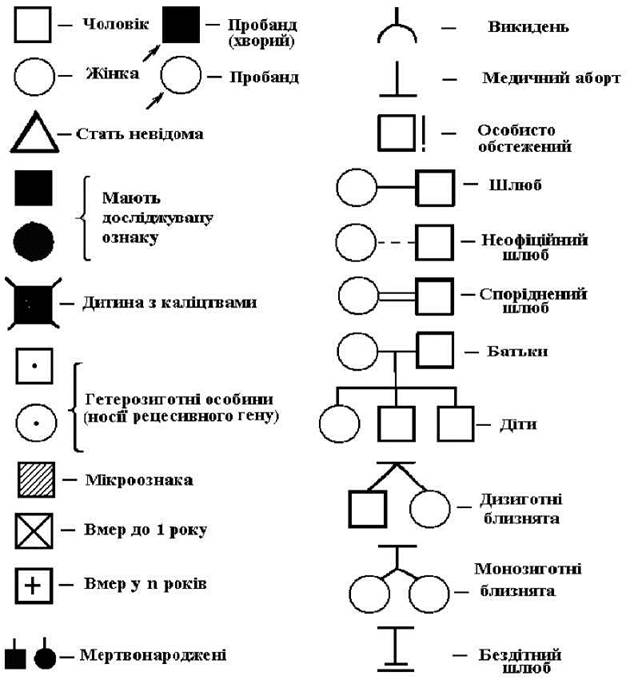 Чоловік
Пробанд
(хворий)
Жінка
Пробанд
Стать невідома
Мають
досліджувану
ознаку
Дитина з каліцтвами
Гетерозиготні особини
(носії рецесивного гену)
Мікроознака
Вмер до 1 року
Вмер у n років
Мертвонароджені
Викидень
Медичний аборт
Особисто
обстежений
Шлюб
Неофіційний
шлюб
Споріднений
шлюб
Батьки
Діти
Дизиготні
близнята
Монозиготні
близнята
Бездітний
шлюб